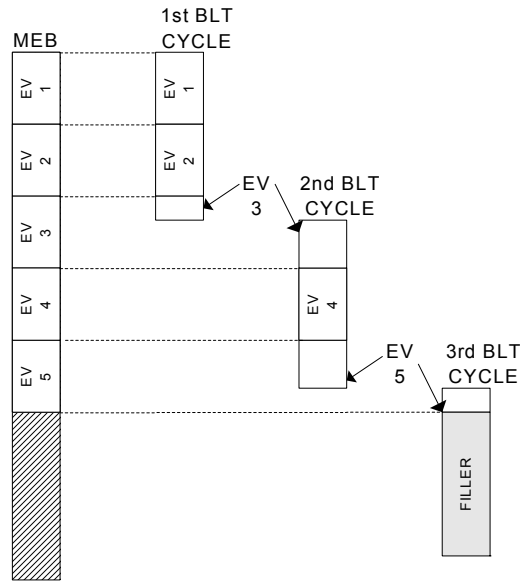 1st BLT
CYCLE
MEB
EV 1
EV 1
EV 2
EV 2
EV
3
2nd BLT
CYCLE
EV 3
EV 4
EV 4
EV
5
3rd BLT
CYCLE
EV 5
FILLER